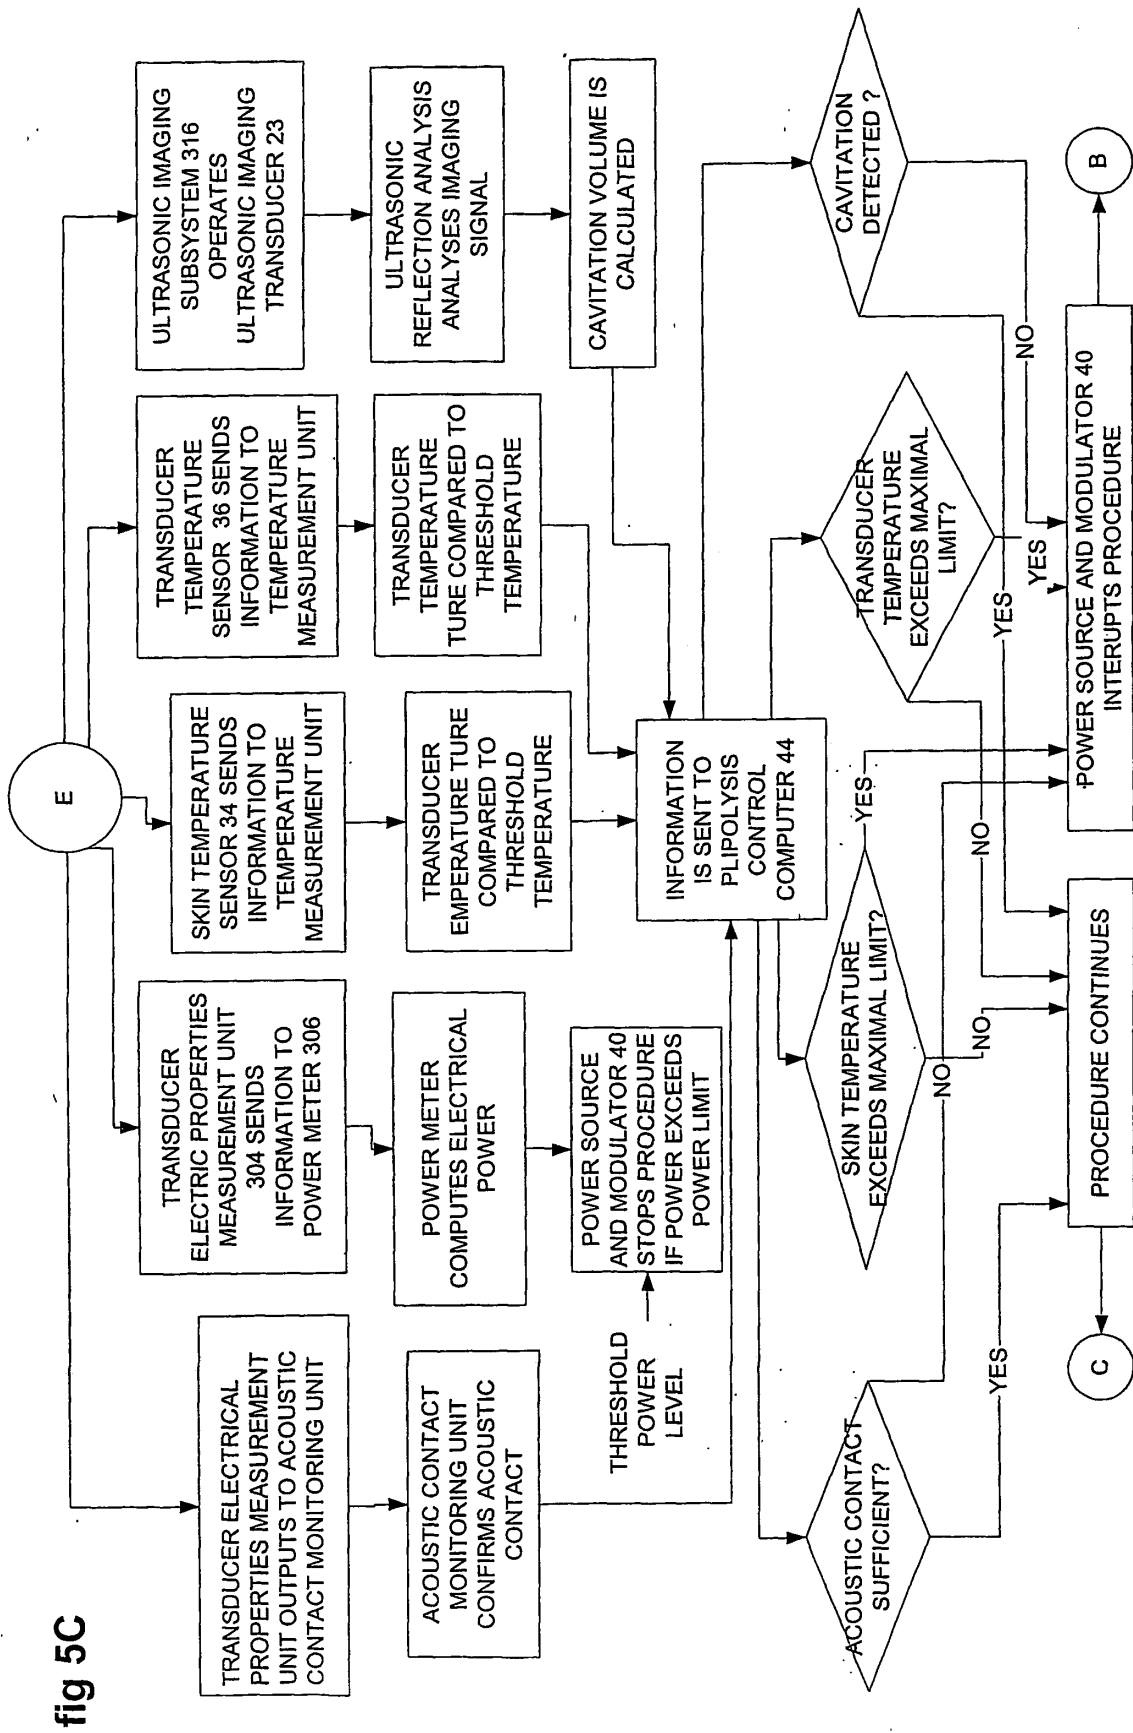 fig 5C
E
TRANSDUCER ELECTRICAL
PROPERTIES MEASUREMENT
UNIT OUTPUTS TO ACOUSTIC
CONTACT MONITORING UNIT
TRANSDUCER
ELECTRIC PROPERTIES
MEASUREMENT UNIT
304 SENDS
INFORMATION TO
POWER METER 306
SKIN TEMPERATURE
SENSOR 34 SENDS
INFORMATION TO
TEMPERATURE
MEASUREMENT UNIT
TRANSDUCER
TEMPERATURE
SENSOR 36 SENDS
INFORMATION TO
TEMPERATURE
MEASUREMENT UNIT
ULTRASONIC IMAGING
SUBSYSTEM 316
OPERATES
ULTRASONIC IMAGING
TRANSDUCER 23
ACOUSTIC CONTACT
MONITORING UNIT
CONFIRMS ACOUSTIC
CONTACT
POWER METER
COMPUTES ELECTRICAL
POWER
TRANSDUCER
EMPERATURE TURE
COMPARED TO
THRESHOLD
TEMPERATURE
TRANSDUCER
TEMPERATURE
TURE COMPARED TO
THRESHOLD
TEMPERATURE
ULTRASONIC
REFLECTION ANALYSIS
ANALYSES IMAGING
SIGNAL
THRESHOLD
POWER
LEVEL
POWER SOURCE
AND MODULATOR 40
STOPS PROCEDURE
IF POWER EXCEEDS
POWER LIMIT
CAVITATION VOLUME IS
CALCULATED
INFORMATION
IS SENT TO
PLIPOLYSIS
CONTROL
COMPUTER 44
ACOUSTIC CONTACT
SUFFICIENT?
SKIN TEMPERATURE
EXCEEDS MAXIMAL LIMIT?
TRANSDUCER
TEMPERATURE
EXCEEDS MAXIMAL
LIMIT?
CAVITATION
DETECTED ?
YES
NO
NO
YES
NO
YES
YES
NO
PROCEDURE CONTINUES
POWER SOURCE AND MODULATOR 40
INTERUPTS PROCEDURE
C
B